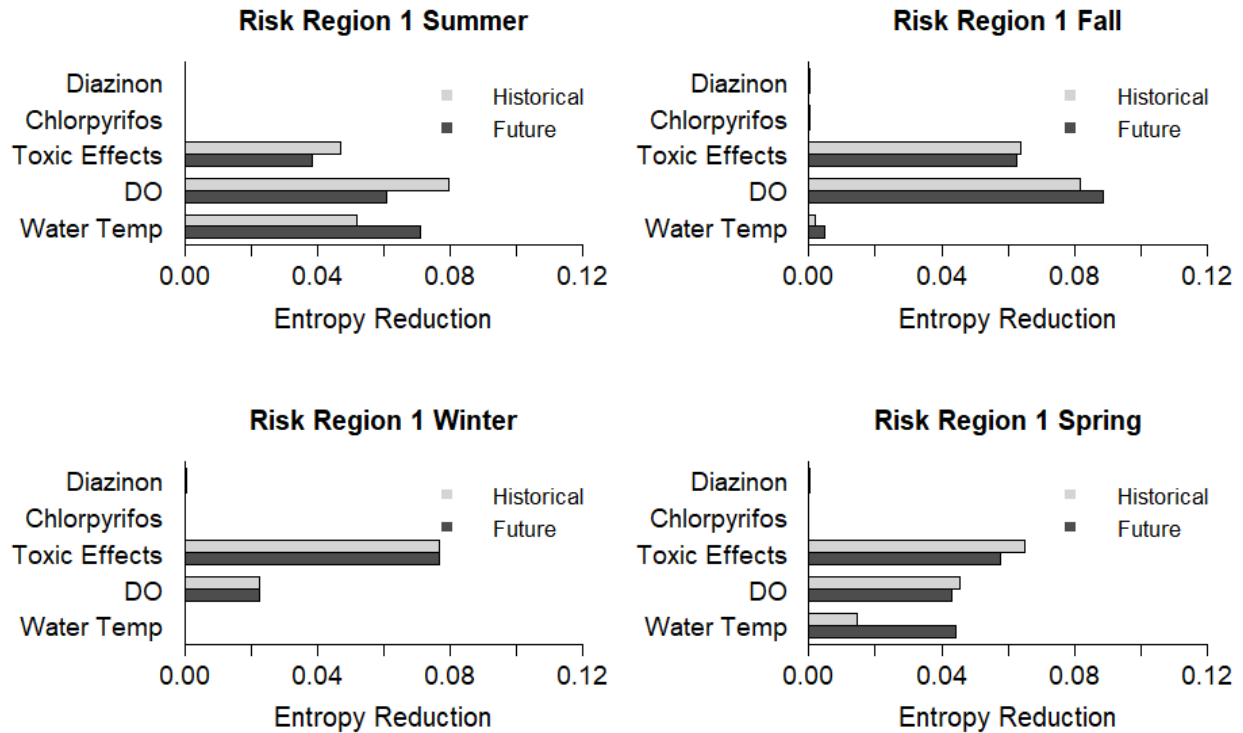 Risk Region 1 Summer
Diazinon
Chlorpyrifos
Toxic Effects
DO
Water Temp
Historical
Future
0.00 0.04 0.08 0.12
Entropy Reduction
Risk Region 1 Fall
Diazinon
Chlorpyrifos
Toxic Effects
DO
Water Temp
Historical
Future
0.00 0.04 0.08 0.12
Entropy Reduction
Risk Region 1 Winter
Diazinon
Chlorpyrifos
Toxic Effects
DO
Water Temp
Historical
Future
0.00 0.04 0.08 0.12
Entropy Reduction
Risk Region 1 Spring
Diazinon
Chlorpyrifos
Toxic Effects
DO
Water Temp
Historical
Future
0.00 0.04 0.08 0.12
Entropy Reduction